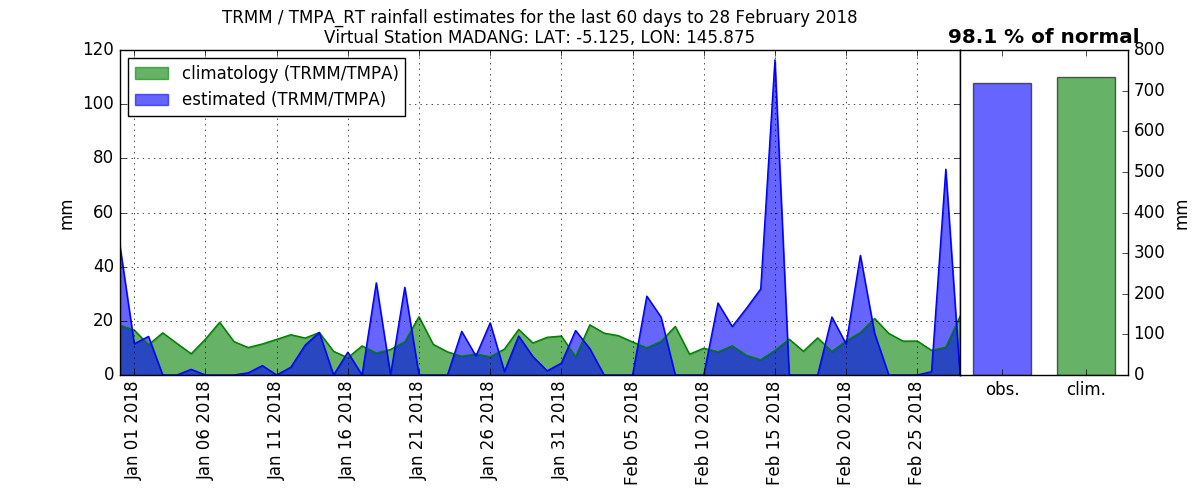 TRMM / TMPA_RT rainfall estimates for the last 60 days to 28 February 2018
Virtual Station MADANG: LAT: -5.125, LON: 145.875
98.1 % of normal
climatology (TRMM/TMPA)
estimated (TRMM/TMPA)
120
100
80
60
40
20
0
mm
800
700
600
500
400
300
200
100
0
mm
Jan 01 2018
Jan 06 2018
Jan 11 2018
Jan 16 2018
Jan 21 2018
Jan 26 2018
Jan 31 2018
Feb 05 2018
Feb 10 2018
Feb 15 2018
Feb 20 2018
Feb 25 2018
obs.
clim.